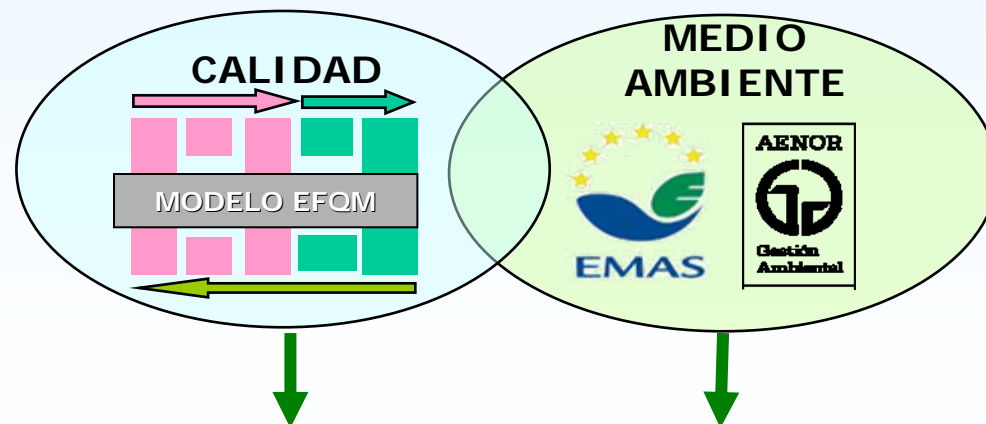 CALIDAD
MODELO EFQM
MEDIO
AMBIENTE
EMAS
AENOR
Gestión
Ambiental